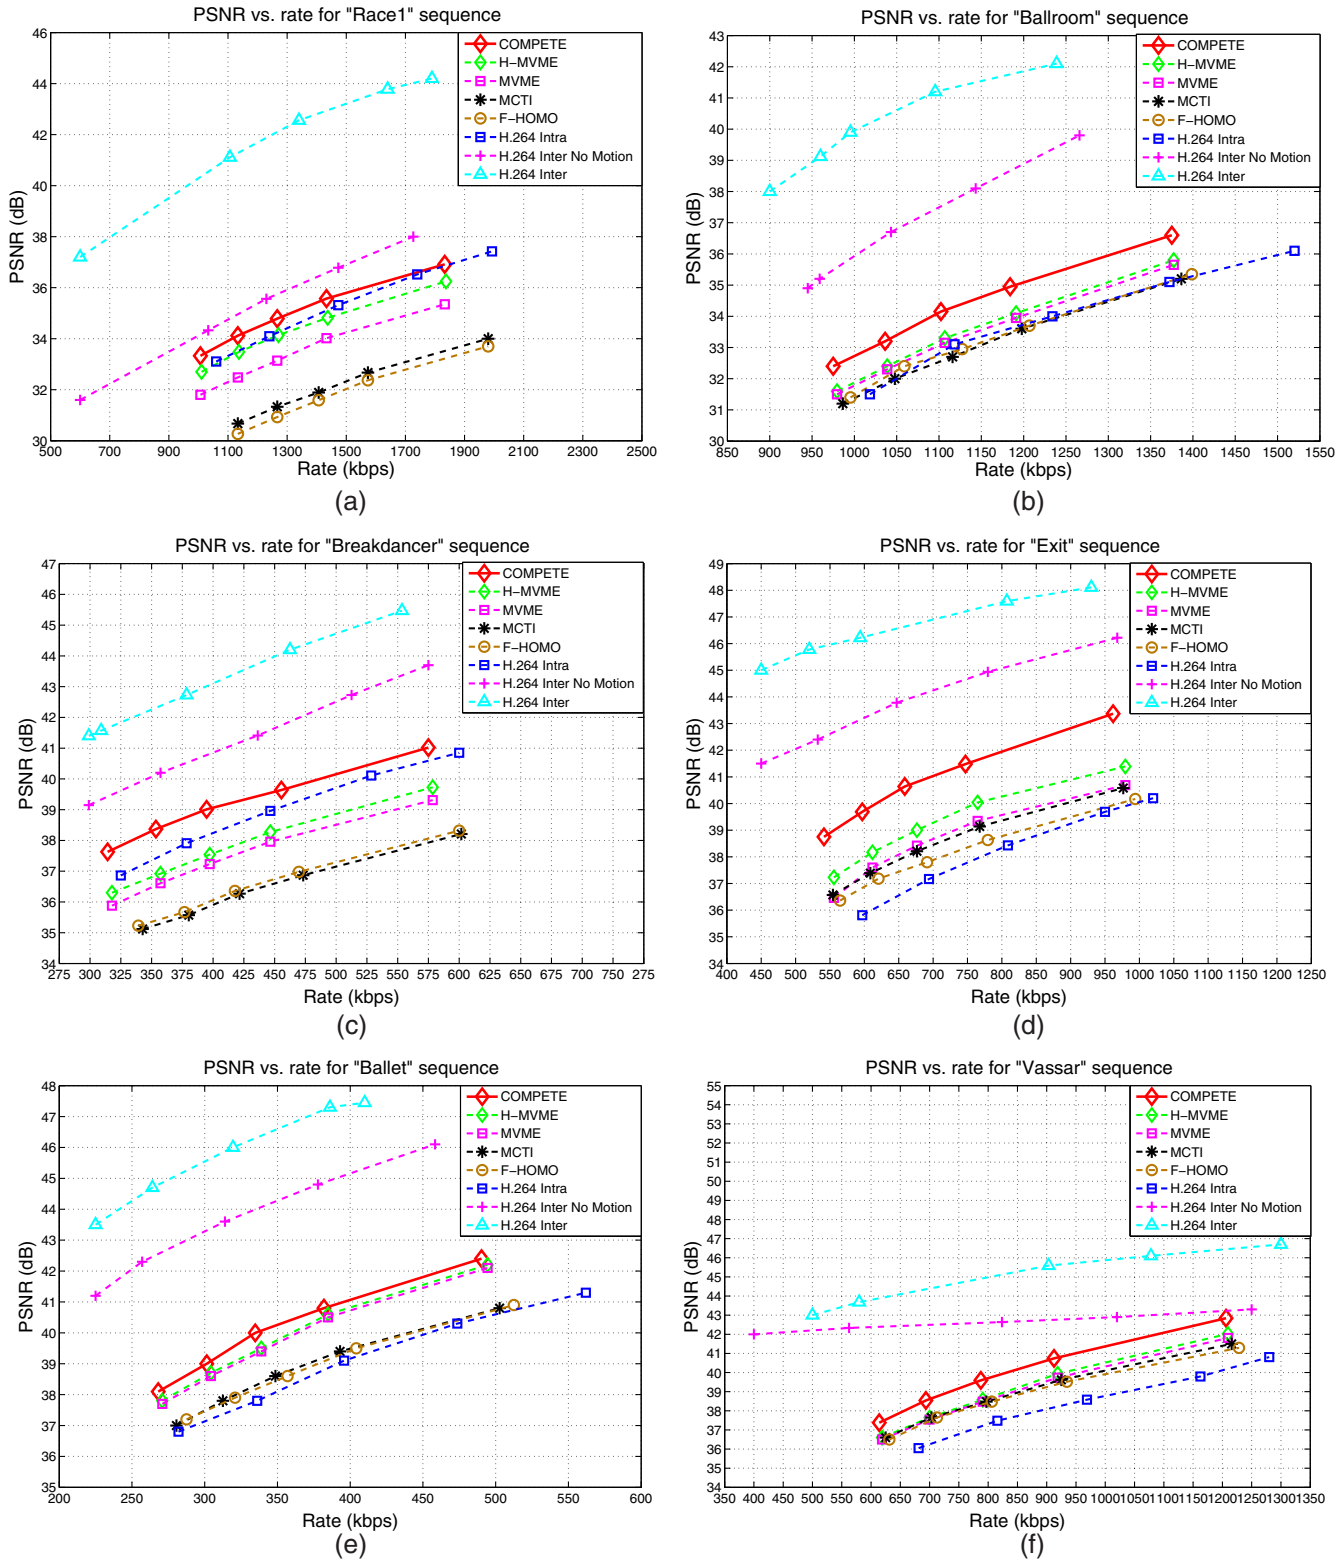 PSNR vs. rate for "Race1" sequence
PSNR (dB)
46
44
42
40
38
36
34
32
30
500 700 900 1100 1300 1500 1700 1900 2100 2300 2500
Rate (kbps)
COMPETE
H-MVME
MVME
MCTI
F-HOMO
H.264 Intra
H.264 Inter No Motion
H.264 Inter
(a)
PSNR vs. rate for "Ballroom" sequence
PSNR (dB)
43
42
41
40
39
38
37
36
35
34
33
32
31
30
850 900 950 1000 1050 1100 1150 1200 1250 1300 1350 1400 1450 1500 1550
Rate (kbps)
COMPETE
H-MVME
MVME
MCTI
F-HOMO
H.264 Intra
H.264 Inter No Motion
H.264 Inter
(b)
PSNR vs. rate for "Breakdancer" sequence
PSNR (dB)
47
46
45
44
43
42
41
40
39
38
37
36
35
34
275 300 325 350 375 400 425 450 475 500 525 550 575 600 625 650 675 700 750 275
Rate (kbps)
COMPETE
H-MVME
MVME
MCTI
F-HOMO
H.264 Intra
H.264 Inter No Motion
H.264 Inter
(c)
PSNR vs. rate for "Exit" sequence
PSNR (dB)
49
48
47
46
45
44
43
42
41
40
39
38
37
36
35
34
400 450 500 550 600 650 700 750 800 850 900 950 1000 1050 1100 1150 1200 1250
Rate (kbps)
COMPETE
H-MVME
MVME
MCTI
F-HOMO
H.264 Intra
H.264 Inter No Motion
H.264 Inter
(d)
PSNR vs. rate for "Ballet" sequence
PSNR (dB)
48
47
46
45
44
43
42
41
40
39
38
37
36
35
200 250 300 350 400 450 500 550 600
Rate (kbps)
COMPETE
H-MVME
MVME
MCTI
F-HOMO
H.264 Intra
H.264 Inter No Motion
H.264 Inter
(e)
PSNR vs. rate for "Vassar" sequence
PSNR (dB)
55
54
53
52
51
50
49
48
47
46
45
44
43
42
41
40
39
38
37
36
35
34
350 400 450 500 550 600 650 700 750 800 850 900 950 1000 1050 1100 1150 1200 1250 1300 1350
Rate (kbps)
COMPETE
H-MVME
MVME
MCTI
F-HOMO
H.264 Intra
H.264 Inter No Motion
H.264 Inter
(f)